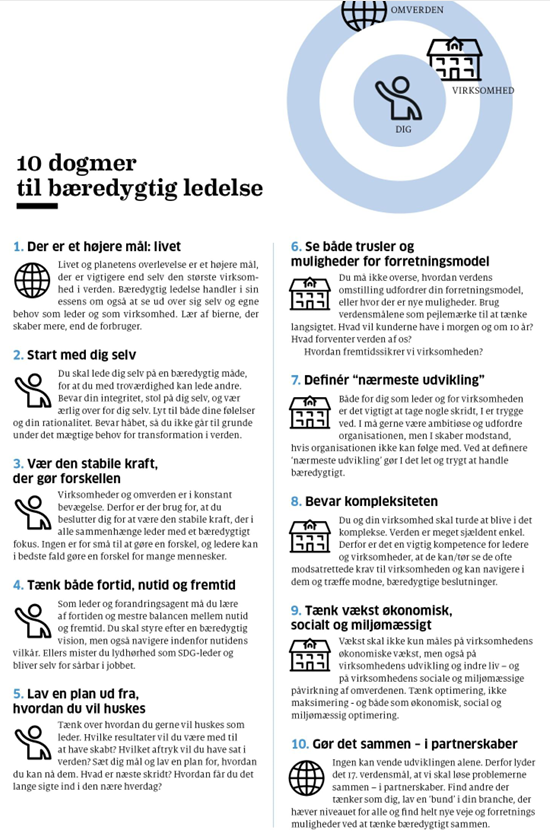 OMVERDEN
VIRKSOMHED
DIG
10 dogmer
til bæredygtig ledelse
1. Der er et højere mål: livet
Livet og planetens overlevelse er et højere mål,
der er vigtigere end selv den største virksom-
hed i verden. Bæredygtig ledelse handler i sin
essens om også at se ud over sig selv og egne
behov som leder og som virksomhed. Lær af bierne, der
skaber mere, end de forbruger.
2. Start med dig selv
Du skal lede dig selv på en bæredygtig måde,
for at du med troværdighed kan lede andre.
Bevar din integritet, stol på dig selv, og vær
ærlig over for dig selv. Lyt til både dine følelser
og din rationalitet. Bevar håbet, så du ikke går til grunde
under det mægtige behov for transformation i verden.
3. Vær den stabile kraft,
der gør forskellen
Virksomheder og omverden er i konstant
bevægelse. Derfor er der brug for, at du
beslutter dig for at være den stabile kraft, der i
alle sammenhænge leder med et bæredygtigt
fokus. Ingen er for små til at gøre en forskel, og ledere kan
i bedste fald gøre en forskel for mange mennesker.
4. Tænk både fortid, nutid og fremtid
Som leder og forandringsagent må du lære
af fortiden og mestre balancen mellem nutid
og fremtid. Du skal styre efter en bæredygtig
vision, men også navigere indenfor nutidens
vilkår. Ellers mister du lydhørhed som SDG-leder og
bliver selv for sårbar i jobbet.
5. Lav en plan ud fra,
hvordan du vil huskes
Tænk over hvordan du gerne vil huskes som
leder. Hvilke resultater vil du være med til
at have skabt? Hvilket aftryk vil du have sat i
verden? Sæt dig mål og lav en plan for, hvordan
du kan nå dem. Hvad er næste skridt? Hvordan får du det
lange sigte ind i den nære hverdag?
6. Se både trusler og
muligheder for forretningsmodel
Du må ikke overse, hvordan verdens
omstilling udfordrer din forretningsmodel,
eller hvor der er nye muligheder. Brug
verdensmålene som pejlemærke til at tænke
langsigtet. Hvad vil kunderne have i morgen og om 10 år?
Hvad forventer verden af os?
Hvordan fremtidssikrer vi virksomheden?
7. Definér “nærmeste udvikling”
Både for dig som leder og for virksomheden
er det vigtigt at tage nogle skridt, I er trygge
ved. I må gerne være ambitiøse og udfordre
organisationen, men I skaber modstand,
hvis organisationen ikke kan følge med. Ved at definere
'nærmeste udvikling' gør I det let og trygt at handle
bæredygtigt.
8. Bevar kompleksiteten
Du og din virksomhed skal turde at blive i det
komplekse. Verden er meget sjældent enkel.
Derfor er det en vigtig kompetence for ledere
og virksomheder, at de kan/tør se de ofte
modsatrettede krav til virksomheden og kan navigere i
dem og træffe modne, bæredygtige beslutninger.
9. Tænk vækst økonomisk,
socialt og miljømæssigt
Vækst skal ikke kun måles på virksomhedens
økonomiske vækst, men også på
virksomhedens udvikling og indre liv – og
på virksomhedens sociale og miljømæssige
påvirkning af omverdenen. Tænk optimering, ikke
maksimering - og både som økonomisk, social og
miljømæssig optimering.
10. Gør det sammen – i partnerskaber
Ingen kan vende udviklingen alene. Derfor lyder
det 17. verdensmål, at vi skal løse problemerne
sammen – i partnerskaber. Find andre der
tænker som dig, lav en 'bund' i din branche, der
hæver niveauet for alle og find helt nye veje og forretnings
muligheder ved at tænke bæredygtigt sammen.